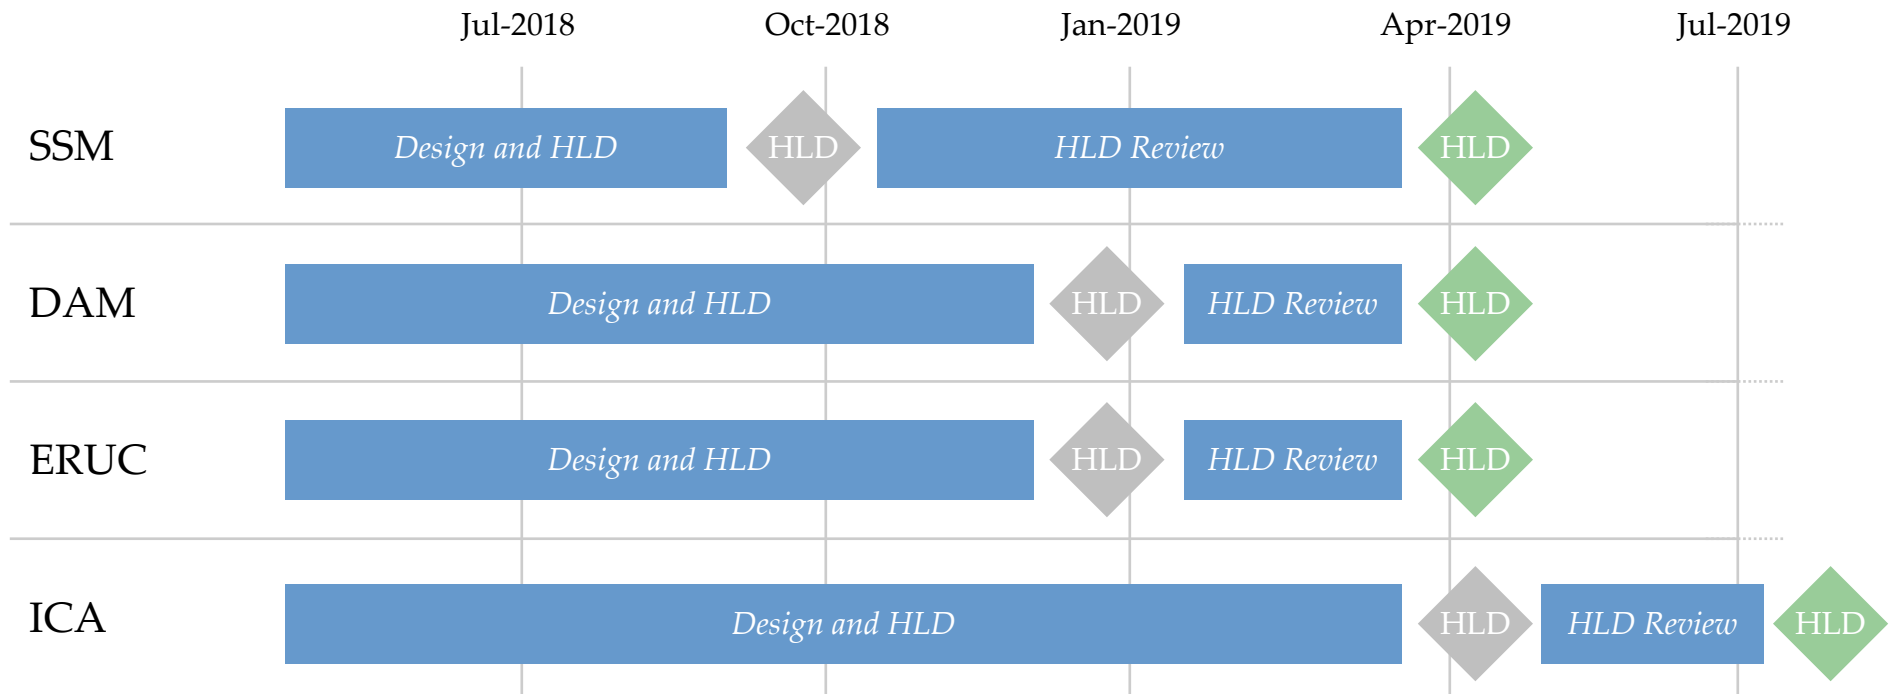 Jul-2018 Oct-2018 Jan-2019 Apr-2019 Jul-2019
SSM Design and HLD HLD HLD Review HLD
DAM Design and HLD HLD HLD Review HLD
ERUC Design and HLD HLD HLD Review HLD
ICA Design and HLD HLD HLD Review HLD